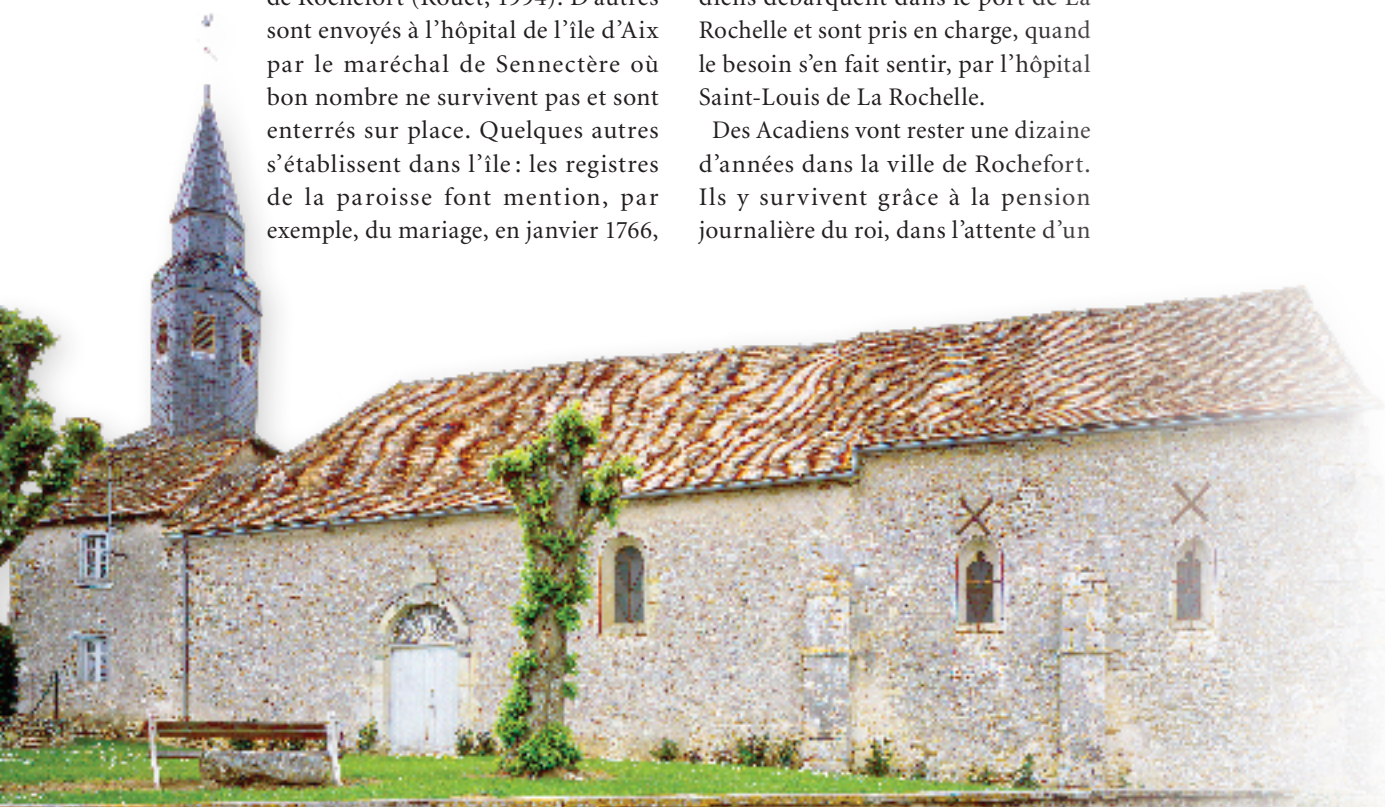 de Rochefort (Rouet, 1994). D'autres
sont envoyés à l'hôpital de l'île d'Aix
par le maréchal de Sennectère où
bon nombre ne survivent pas et sont
enterrés sur place. Quelques autres
s'établissent dans l'île : les registres
de la paroisse font mention, par
exemple, du mariage, en janvier 1766,
diens débarquent dans le port de La
Rochelle et sont pris en charge, quand
le besoin s'en fait sentir, par l'hôpital
Saint-Louis de La Rochelle.
Des Acadiens vont rester une dizaine
d'années dans la ville de Rochefort.
Ils y survivent grâce à la pension
journalière du roi, dans l'attente d'un